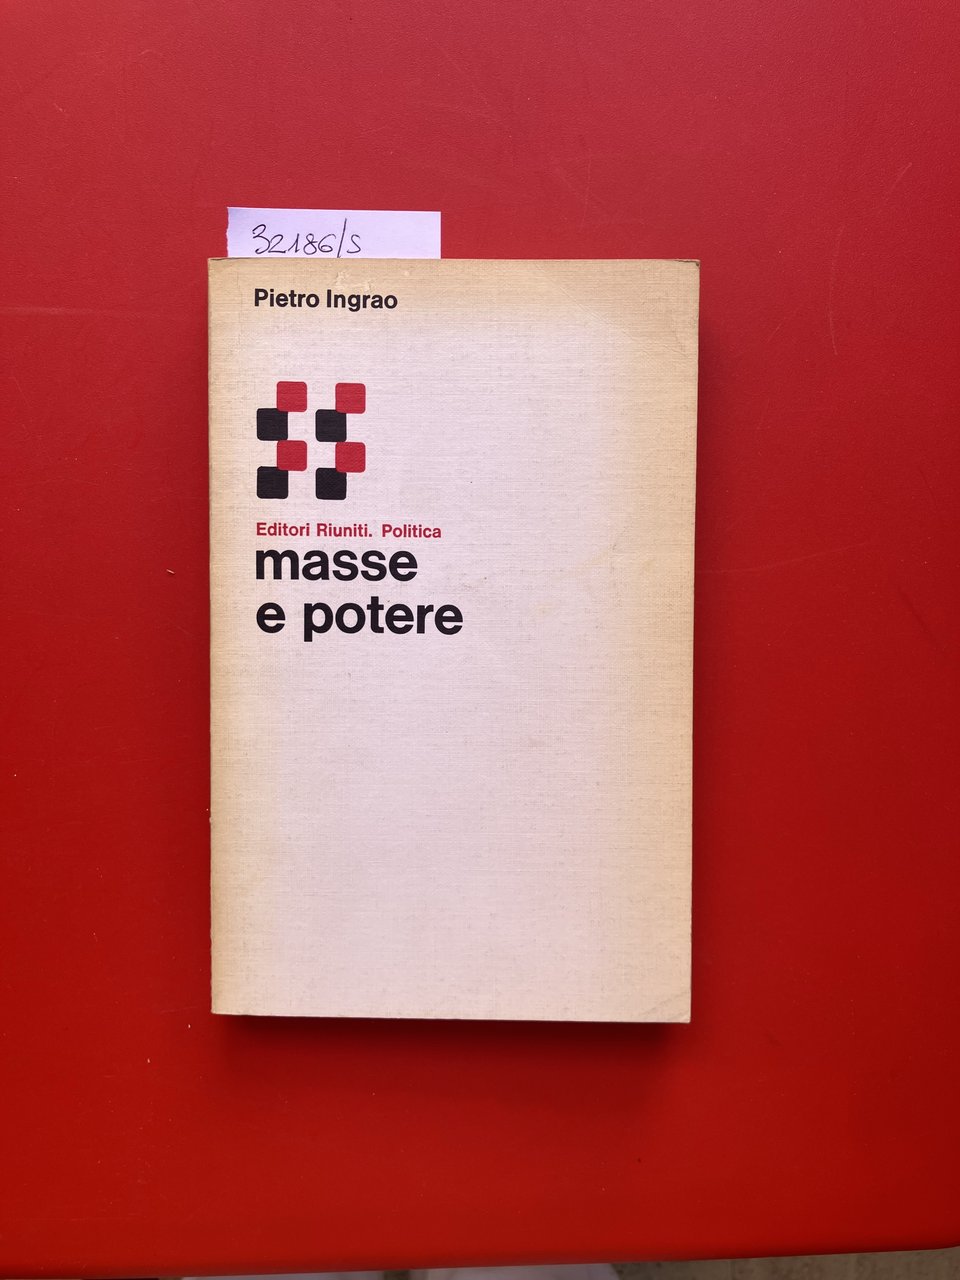 32186/s
Pietro Ingrao
Editori Riuniti. Politica
masse
e potere